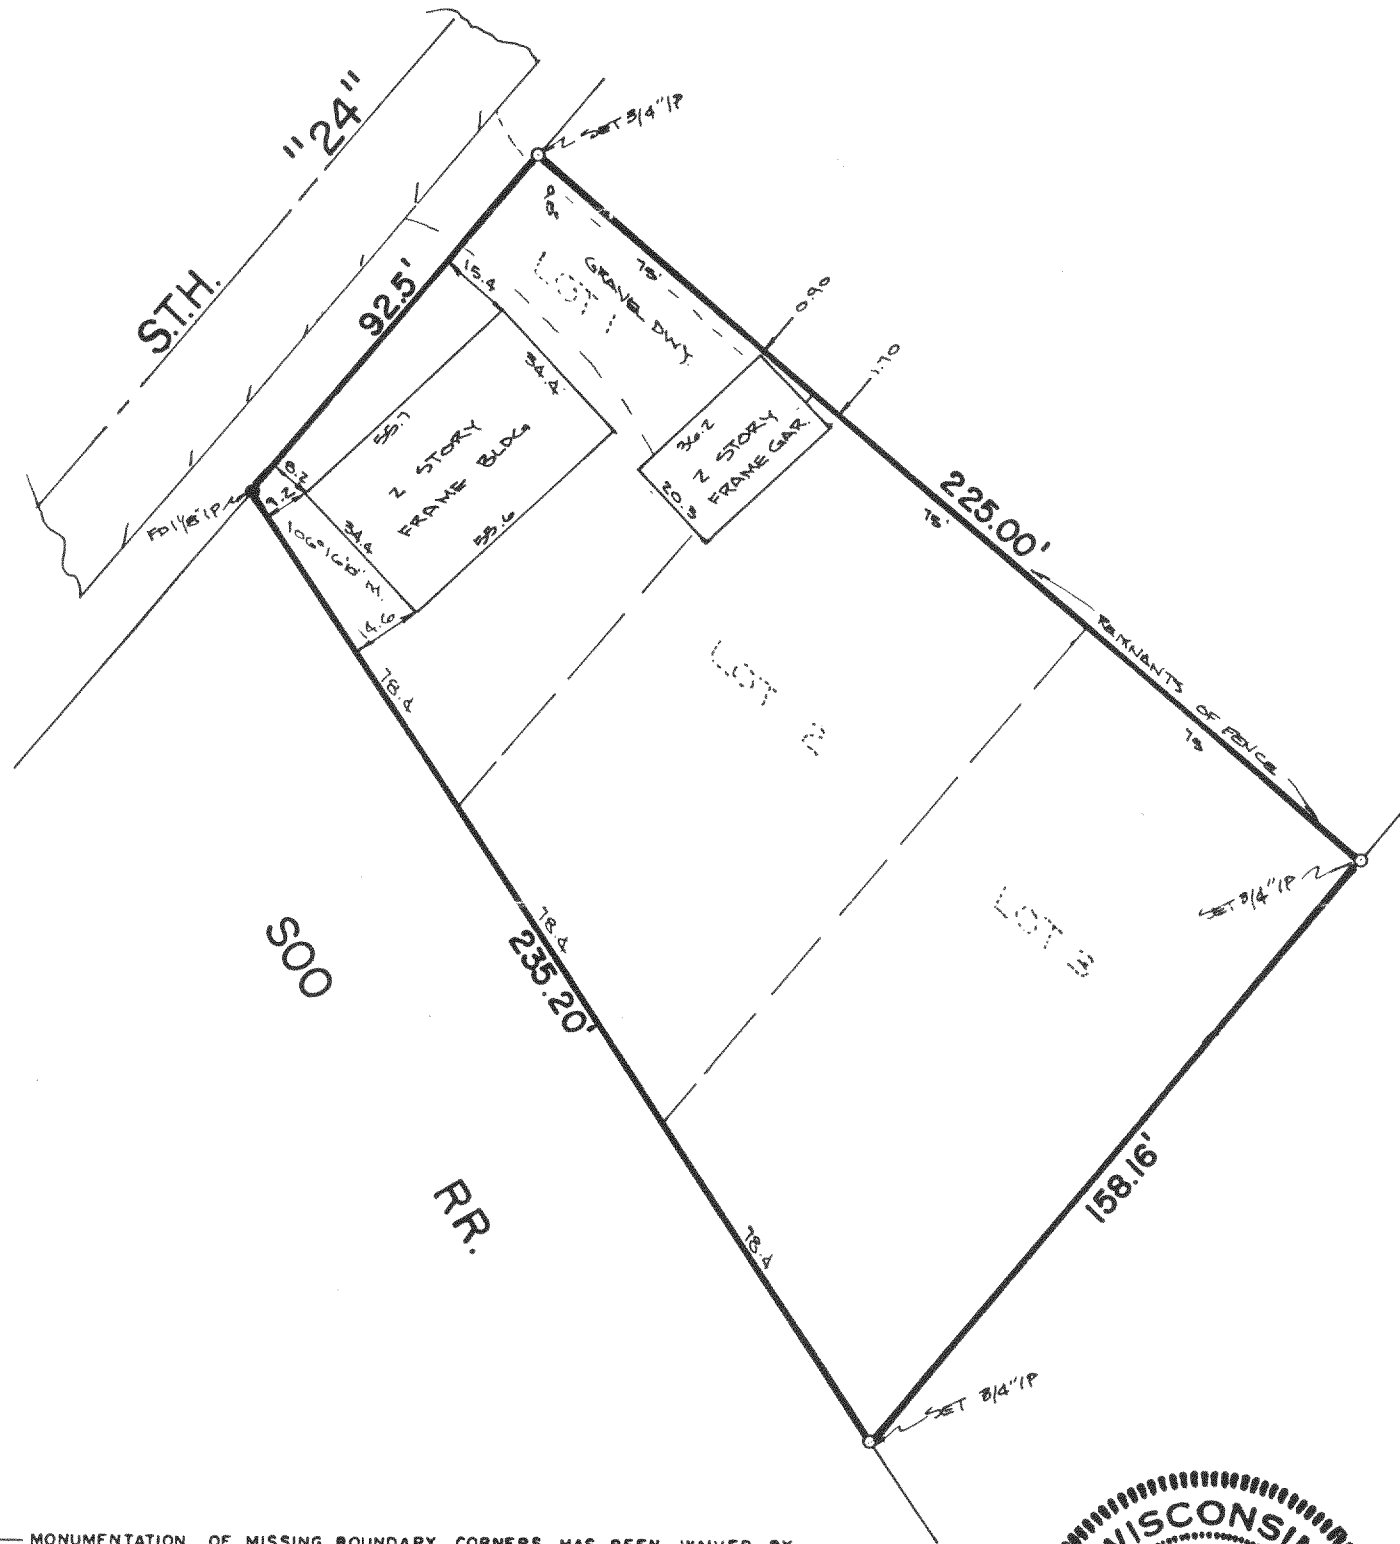 "24"
S.T.H.
SET 3/4" IP
90°
75'
0.90
1.70
LOT 1
GRAVEL DWY.
15.4
92.5'
34.4
55.7
2 STORY
FRAME BLDG
55.6
8.2
9.2
34.4
14.6
FD 1 1/8" IP
36.2
2 STORY
FRAME GAR.
20.3
225.00'
75'
REMNANTS OF FENCE
75
LOT 2
78.4
SET 3/4" IP
LOT 3
78.4
235.20'
SOO
RR.
158.16'
78.4
SET 3/4" IP
MONUMENTATION OF MISSING BOUNDARY CORNERS HAS BEEN WAIVED BY
WISCONSIN